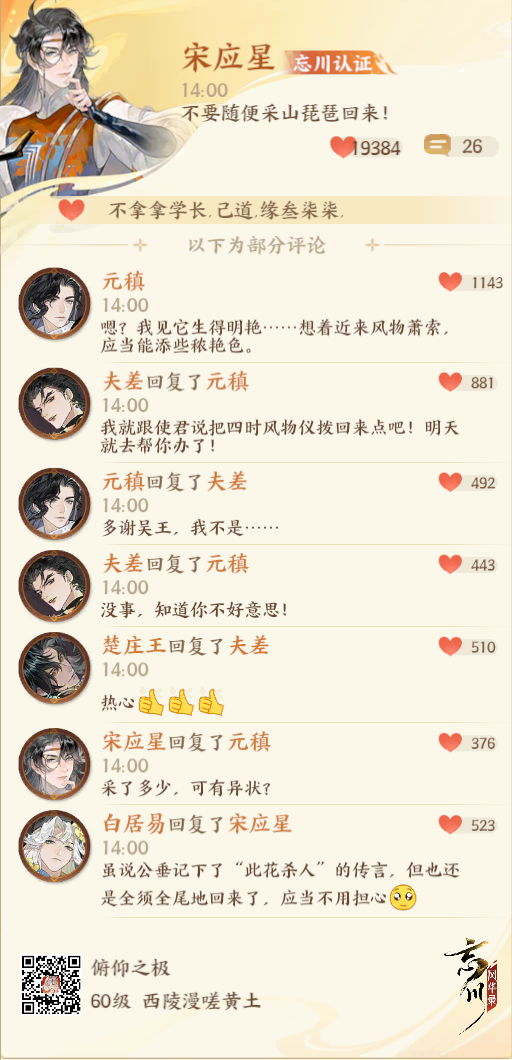 宋应星 忘川认证
14:00
不要随便采山琵琶回来！
19384 26
不拿拿学长,己道,缘叁柒柒,
以下为部分评论
元稹 1143
14:00
嗯？我见它生得明艳……想着近来风物萧索，
应当能添些秾艳色。
夫差回复了元稹 881
14:00
我就跟使君说把四时风物仪拨回来点吧！明天
就去帮你办了！
元稹回复了夫差 492
14:00
多谢吴王，我不是……
夫差回复了元稹 443
14:00
没事，知道你不好意思！
楚庄王回复了夫差 510
14:00
热心👍👍👍
宋应星回复了元稹 376
14:00
采了多少，可有异状？
白居易回复了宋应星 523
14:00
虽说公垂记下了“此花杀人”的传言，但也还
是全须全尾地回来了，应当不用担心🥺
俯仰之极
60级 西陵漫嗟黄土
忘川
风华录